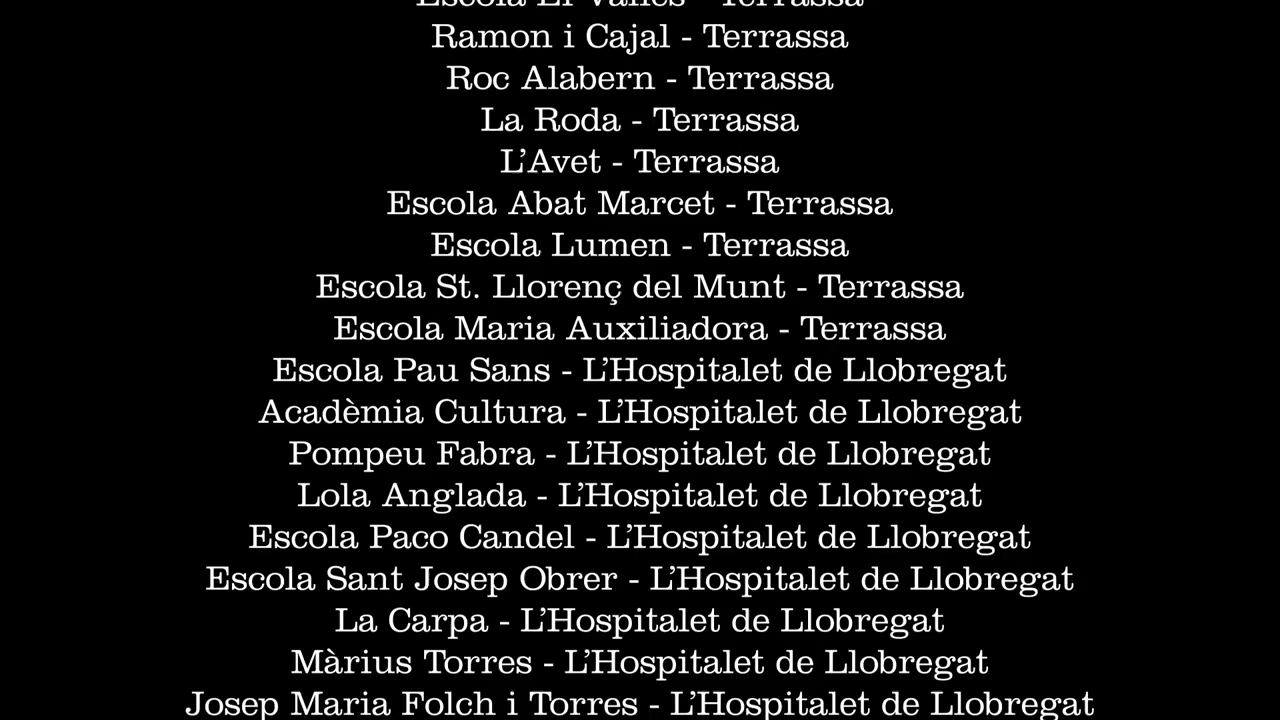 Escola El Vallès - Terrassa
Ramon i Cajal - Terrassa
Roc Alabern - Terrassa
La Roda - Terrassa
L’Avet - Terrassa
Escola Abat Marcet - Terrassa
Escola Lumen - Terrassa
Escola St. Llorenç del Munt - Terrassa
Escola Maria Auxiliadora - Terrassa
Escola Pau Sans - L’Hospitalet de Llobregat
Acadèmia Cultura - L’Hospitalet de Llobregat
Pompeu Fabra - L’Hospitalet de Llobregat
Lola Anglada - L’Hospitalet de Llobregat
Escola Paco Candel - L’Hospitalet de Llobregat
Escola Sant Josep Obrer - L’Hospitalet de Llobregat
La Carpa - L’Hospitalet de Llobregat
Màrius Torres - L’Hospitalet de Llobregat
Josep Maria Folch i Torres - L’Hospitalet de Llobregat